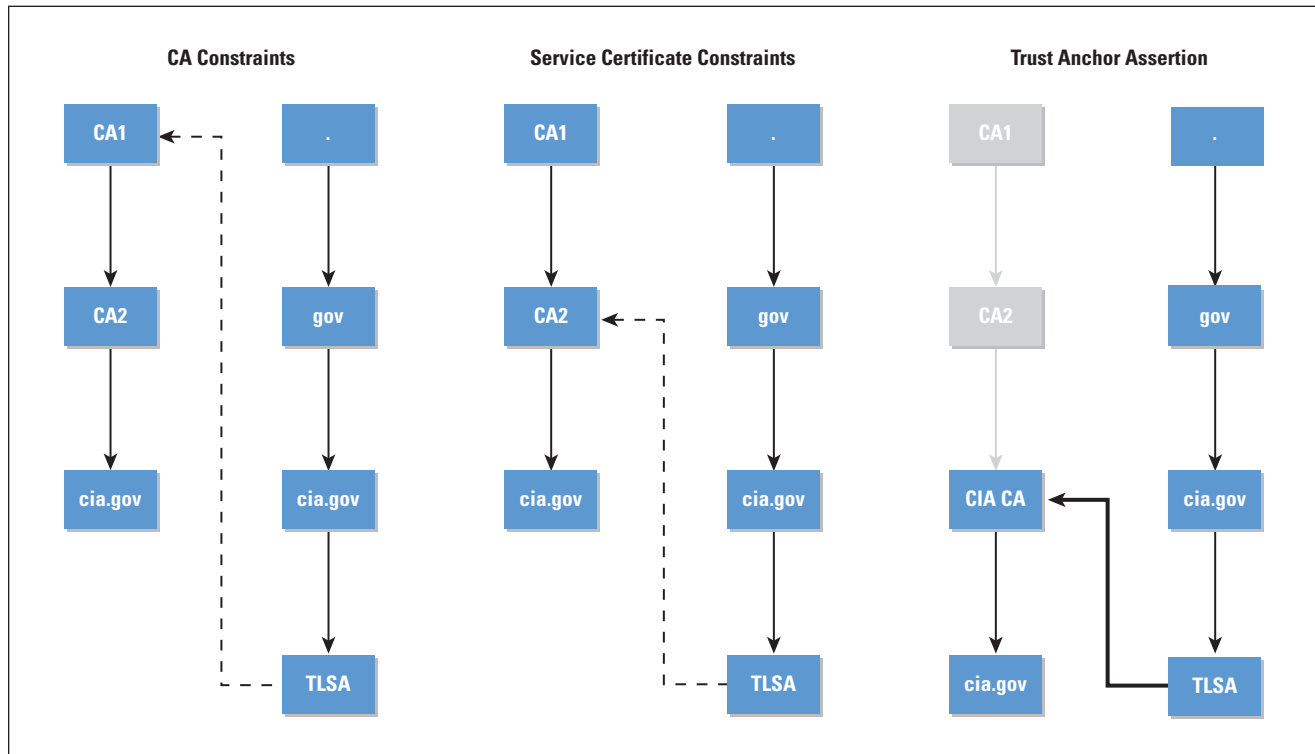 CA Constraints
CA1
.
CA2
gov
cia.gov
cia.gov
TLSA
Service Certificate Constraints
CA1
.
CA2
gov
cia.gov
cia.gov
TLSA
Trust Anchor Assertion
CA1
.
CA2
gov
CIA CA
cia.gov
cia.gov
TLSA